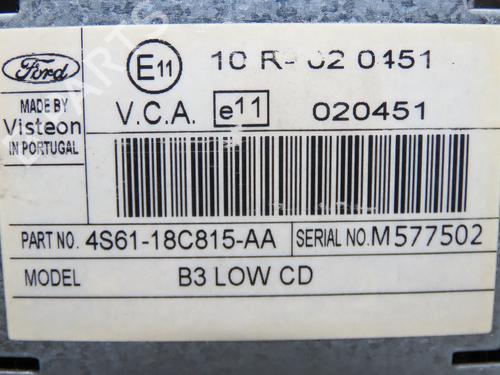 Ford
E11 10 R- 02 0451
MADE BY
Visteon
IN PORTUGAL
V.C.A. e11 020451
PART NO. 4S61-18C815-AA SERIAL NO. M577502
MODEL B3 LOW CD